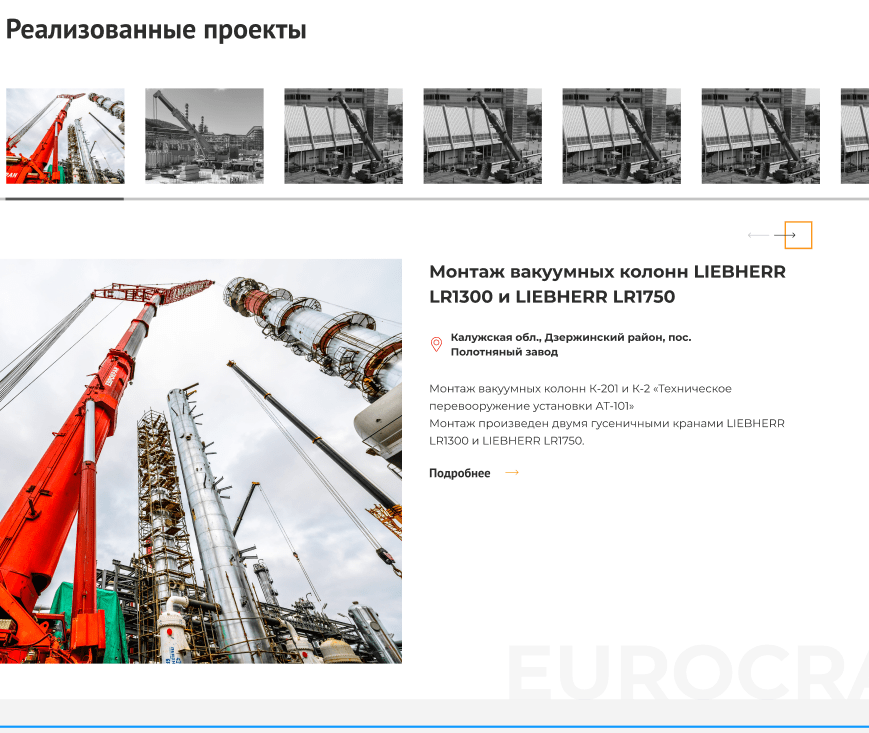 Реализованные проекты
Монтаж вакуумных колонн LIEBHERR
LR1300 и LIEBHERR LR1750
Калужская обл., Дзержинский район, пос.
Полотняный завод
Монтаж вакуумных колонн К-201 и К-2 «Техническое
перевооружение установки АТ-101»
Монтаж произведен двумя гусеничными кранами LIEBHERR
LR1300 и LIEBHERR LR1750.
Подробнее
EUROCRA